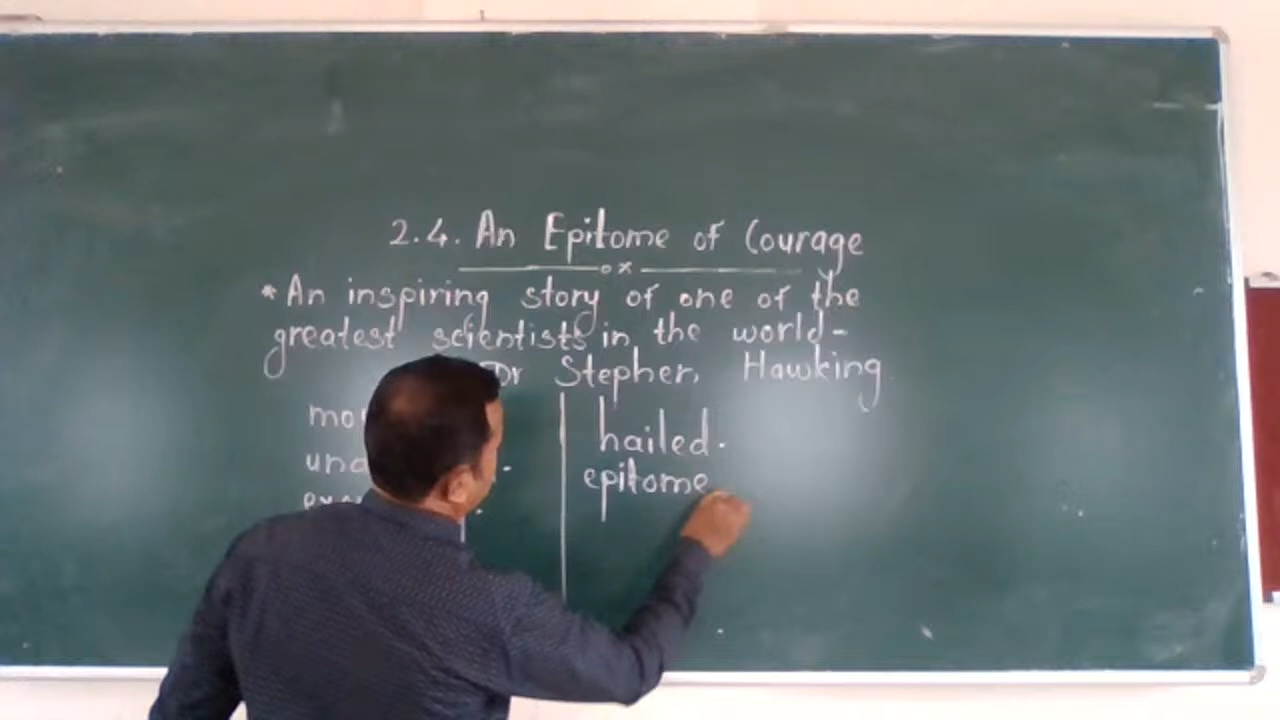 2.4. An Epitome of Courage
* An inspiring story of one of the
greatest scientists in the world-
Dr Stephen Hawking
hailed.
epitome